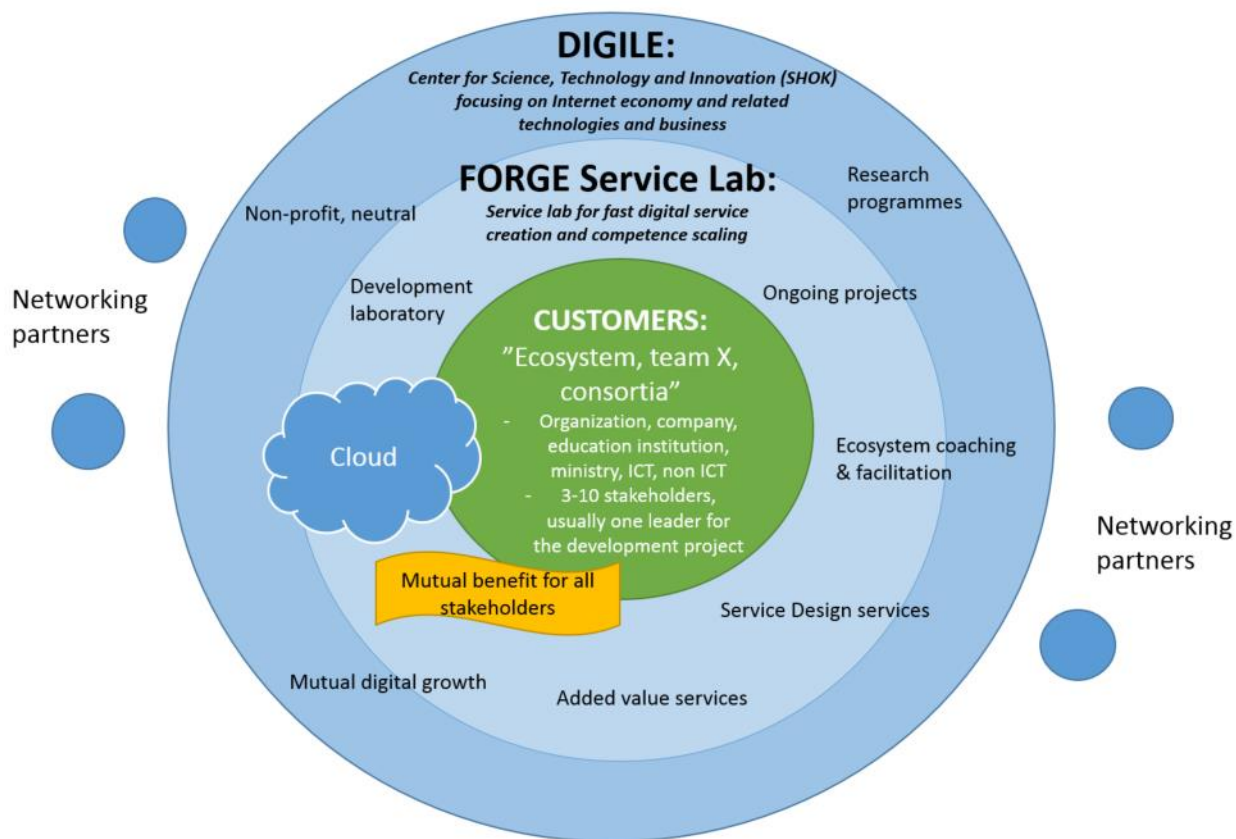 DIGILE:
Center for Science, Technology and Innovation (SHOK)
focusing on Internet economy and related
technologies and business
FORGE Service Lab:
Service lab for fast digital service
creation and competence scaling
Research
programmes
Non-profit, neutral
Development
laboratory
Ongoing projects
Networking
partners
CUSTOMERS:
”Ecosystem, team X,
consortia”
- Organization, company,
education institution,
ministry, ICT, non ICT
- 3-10 stakeholders,
usually one leader for
the development project
Cloud
Ecosystem coaching
& facilitation
Networking
partners
Mutual benefit for all
stakeholders
Service Design services
Mutual digital growth
Added value services